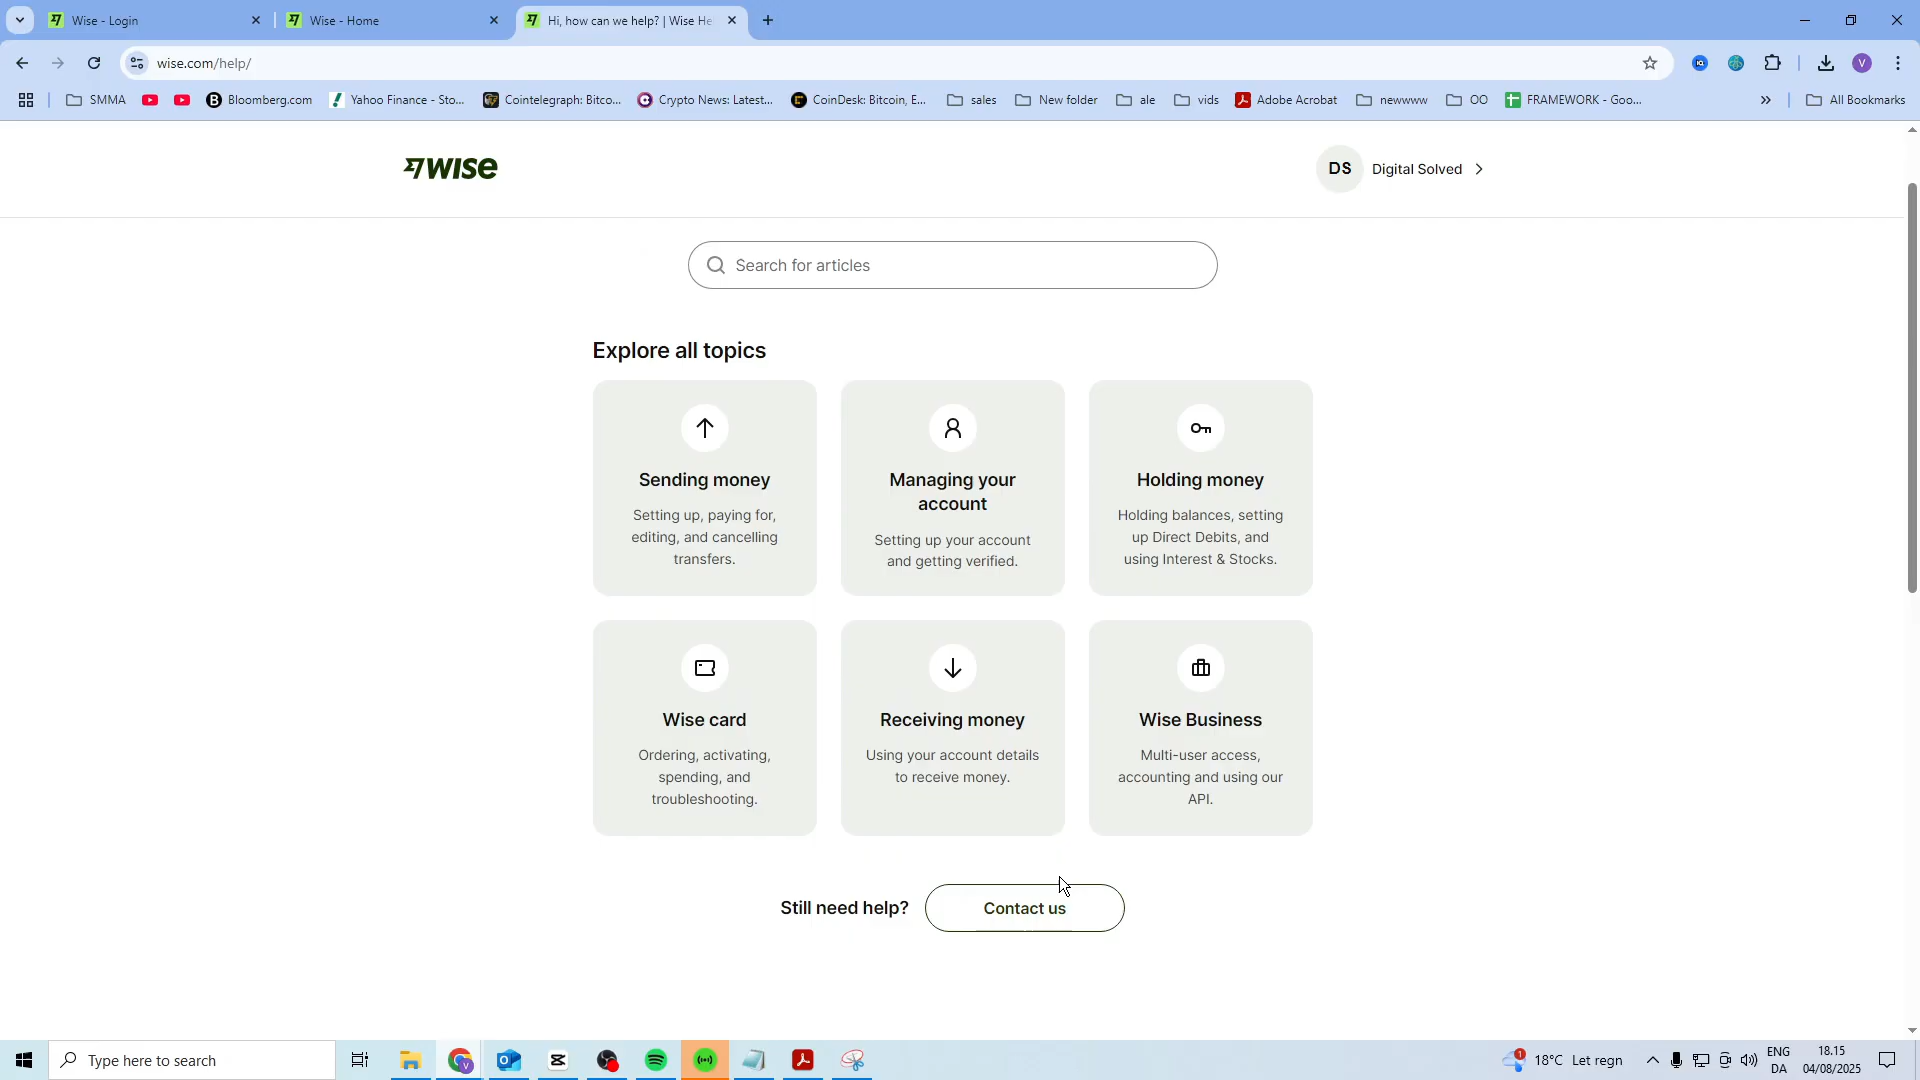 Wise - Login
Wise - Home
Hi, how can we help? | Wise He
wise.com/help/
V
SMMA
Bloomberg.com
Yahoo Finance - Sto...
Cointelegraph: Bitco...
Crypto News: Latest...
CoinDesk: Bitcoin, E...
sales
New folder
ale
vids
Adobe Acrobat
newwww
OO
FRAMEWORK - Goo...
All Bookmarks
WISE
DS
Digital Solved
Search for articles
Explore all topics
Sending money
Setting up, paying for,
editing, and cancelling
transfers.
Managing your
account
Setting up your account
and getting verified.
Holding money
Holding balances, setting
up Direct Debits, and
using Interest & Stocks.
Wise card
Ordering, activating,
spending, and
troubleshooting.
Receiving money
Using your account details
to receive money.
Wise Business
Multi-user access,
accounting and using our
API.
Still need help?
Contact us
Type here to search
1
18°C
Let regn
ENG
DA
18.15
04/08/2025